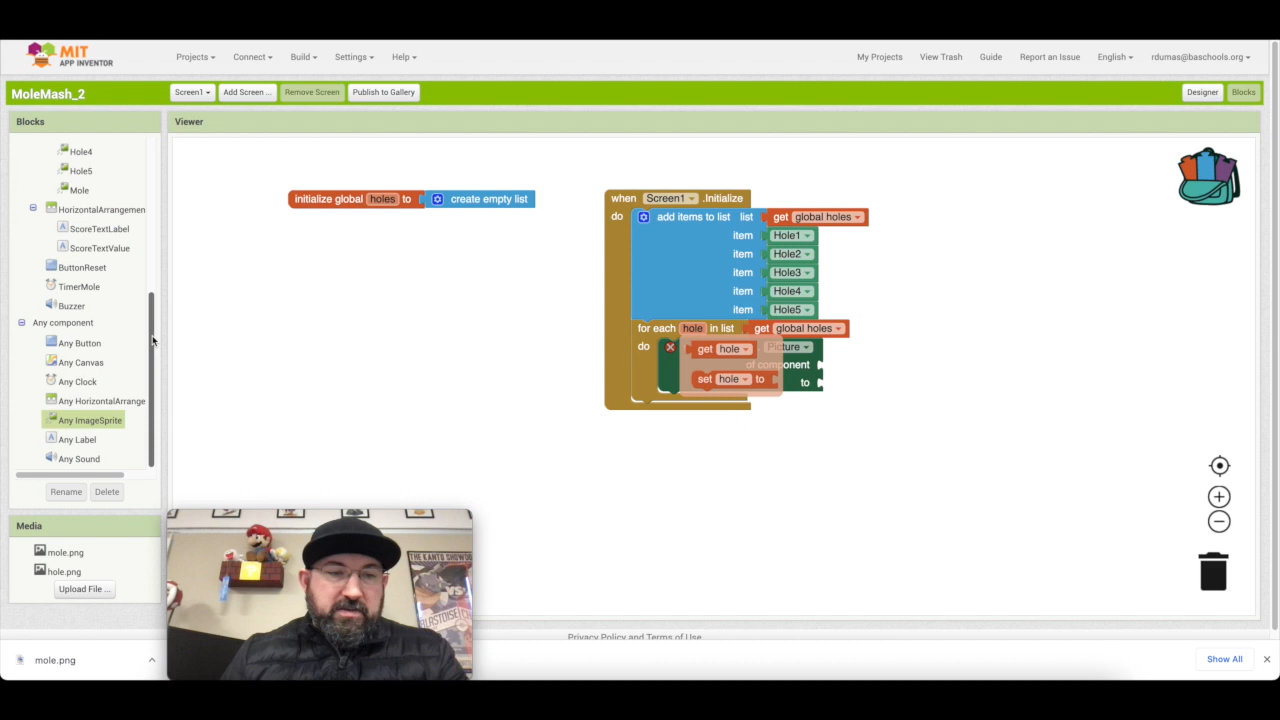 MIT
APP INVENTOR
Projects
Connect
Build
Settings
Help
My Projects
View Trash
Guide
Report an Issue
English
rdumas@baschools.org
MoleMash_2
Screen1
Add Screen ...
Remove Screen
Publish to Gallery
Designer
Blocks
Blocks
Viewer
Hole4
Hole5
Mole
HorizontalArrangemen
ScoreTextLabel
ScoreTextValue
ButtonReset
TimerMole
Buzzer
Any component
Any Button
Any Canvas
Any Clock
Any HorizontalArrange
Any ImageSprite
Any Label
Any Sound
Rename
Delete
Media
mole.png
hole.png
Upload File ...
initialize global holes to create empty list
when Screen1 .Initialize
do add items to list list get global holes
item Hole1
item Hole2
item Hole3
item Hole4
item Hole5
for each hole in list get global holes
do get hole Picture
of component
set hole to to
THE KANTO
BLASTOISE
Privacy Policy and Terms of Use
mole.png
Show All